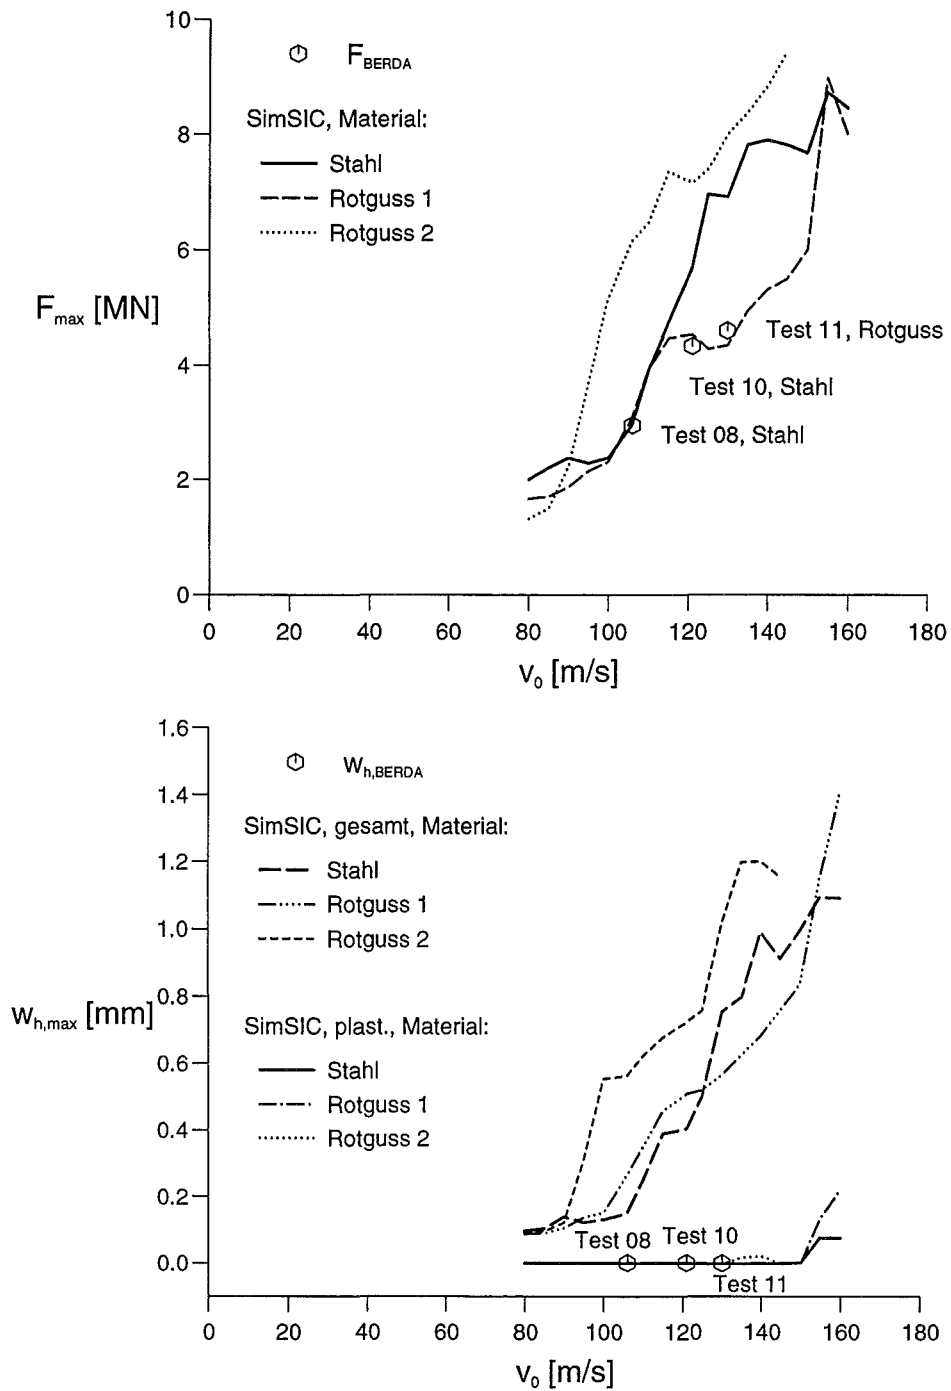 10
F_BERDA
SimSIC, Material:
8
Stahl
Rotguss 1
Rotguss 2
6
F_max [MN]
Test 11, Rotguss
4
Test 10, Stahl
Test 08, Stahl
2
0
0 20 40 60 80 100 120 140 160 180
v_0 [m/s]
1.6
w_h,BERDA
1.4
SimSIC, gesamt, Material:
1.2
Stahl
Rotguss 1
1.0
Rotguss 2
0.8
w_h,max [mm]
SimSIC, plast., Material:
0.6
Stahl
Rotguss 1
0.4
Rotguss 2
0.2
Test 08 Test 10
0.0
Test 11
0 20 40 60 80 100 120 140 160 180
v_0 [m/s]